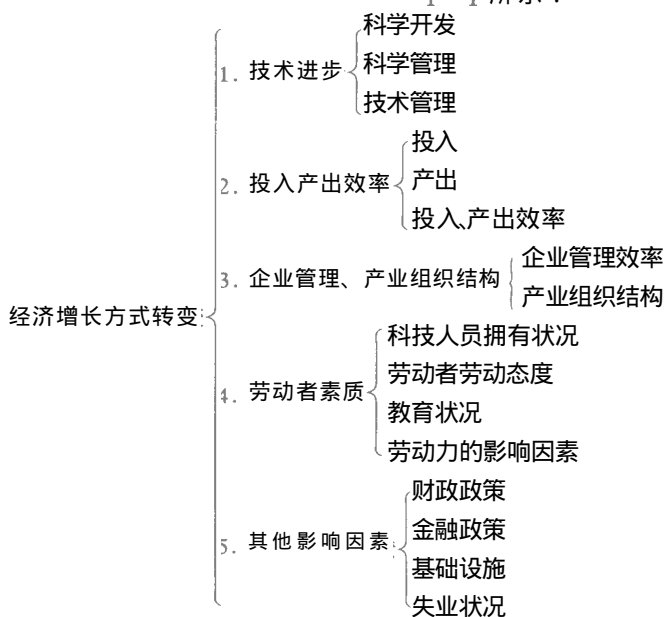 所示:
科学开发
1. 技术进步 科学管理
技术管理
投入
2. 投入产出效率 产出
投入、产出效率
企业管理效率
3. 企业管理、产业组织结构
产业组织结构
经济增长方式转变:
科技人员拥有状况
劳动者劳动态度
4. 劳动者素质
教育状况
劳动力的影响因素
财政政策
金融政策
5. 其他影响因素
基础设施
失业状况